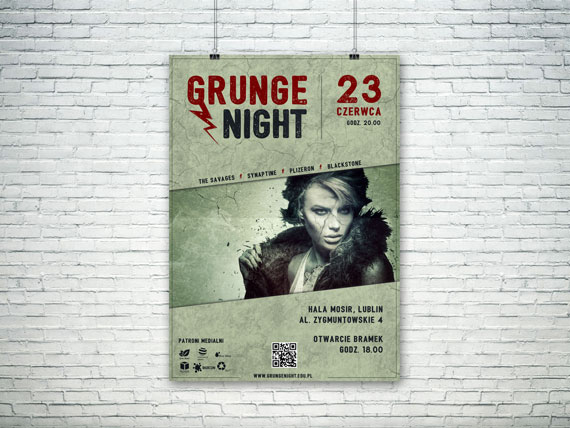 GRUNGE
NIGHT
23
CZERWCA
GODZ. 20.00
THE SAVAGES SYNAPTINE PLIZERON BLACKSTONE
HALA MOSIR, LUBLIN
AL. ZYGMUNTOWSKIE 4
OTWARCIE BRAMEK
GODZ. 18.00
PATRONI MEDIALNI
WWW.GRUNGENIGHT.EDU.PL